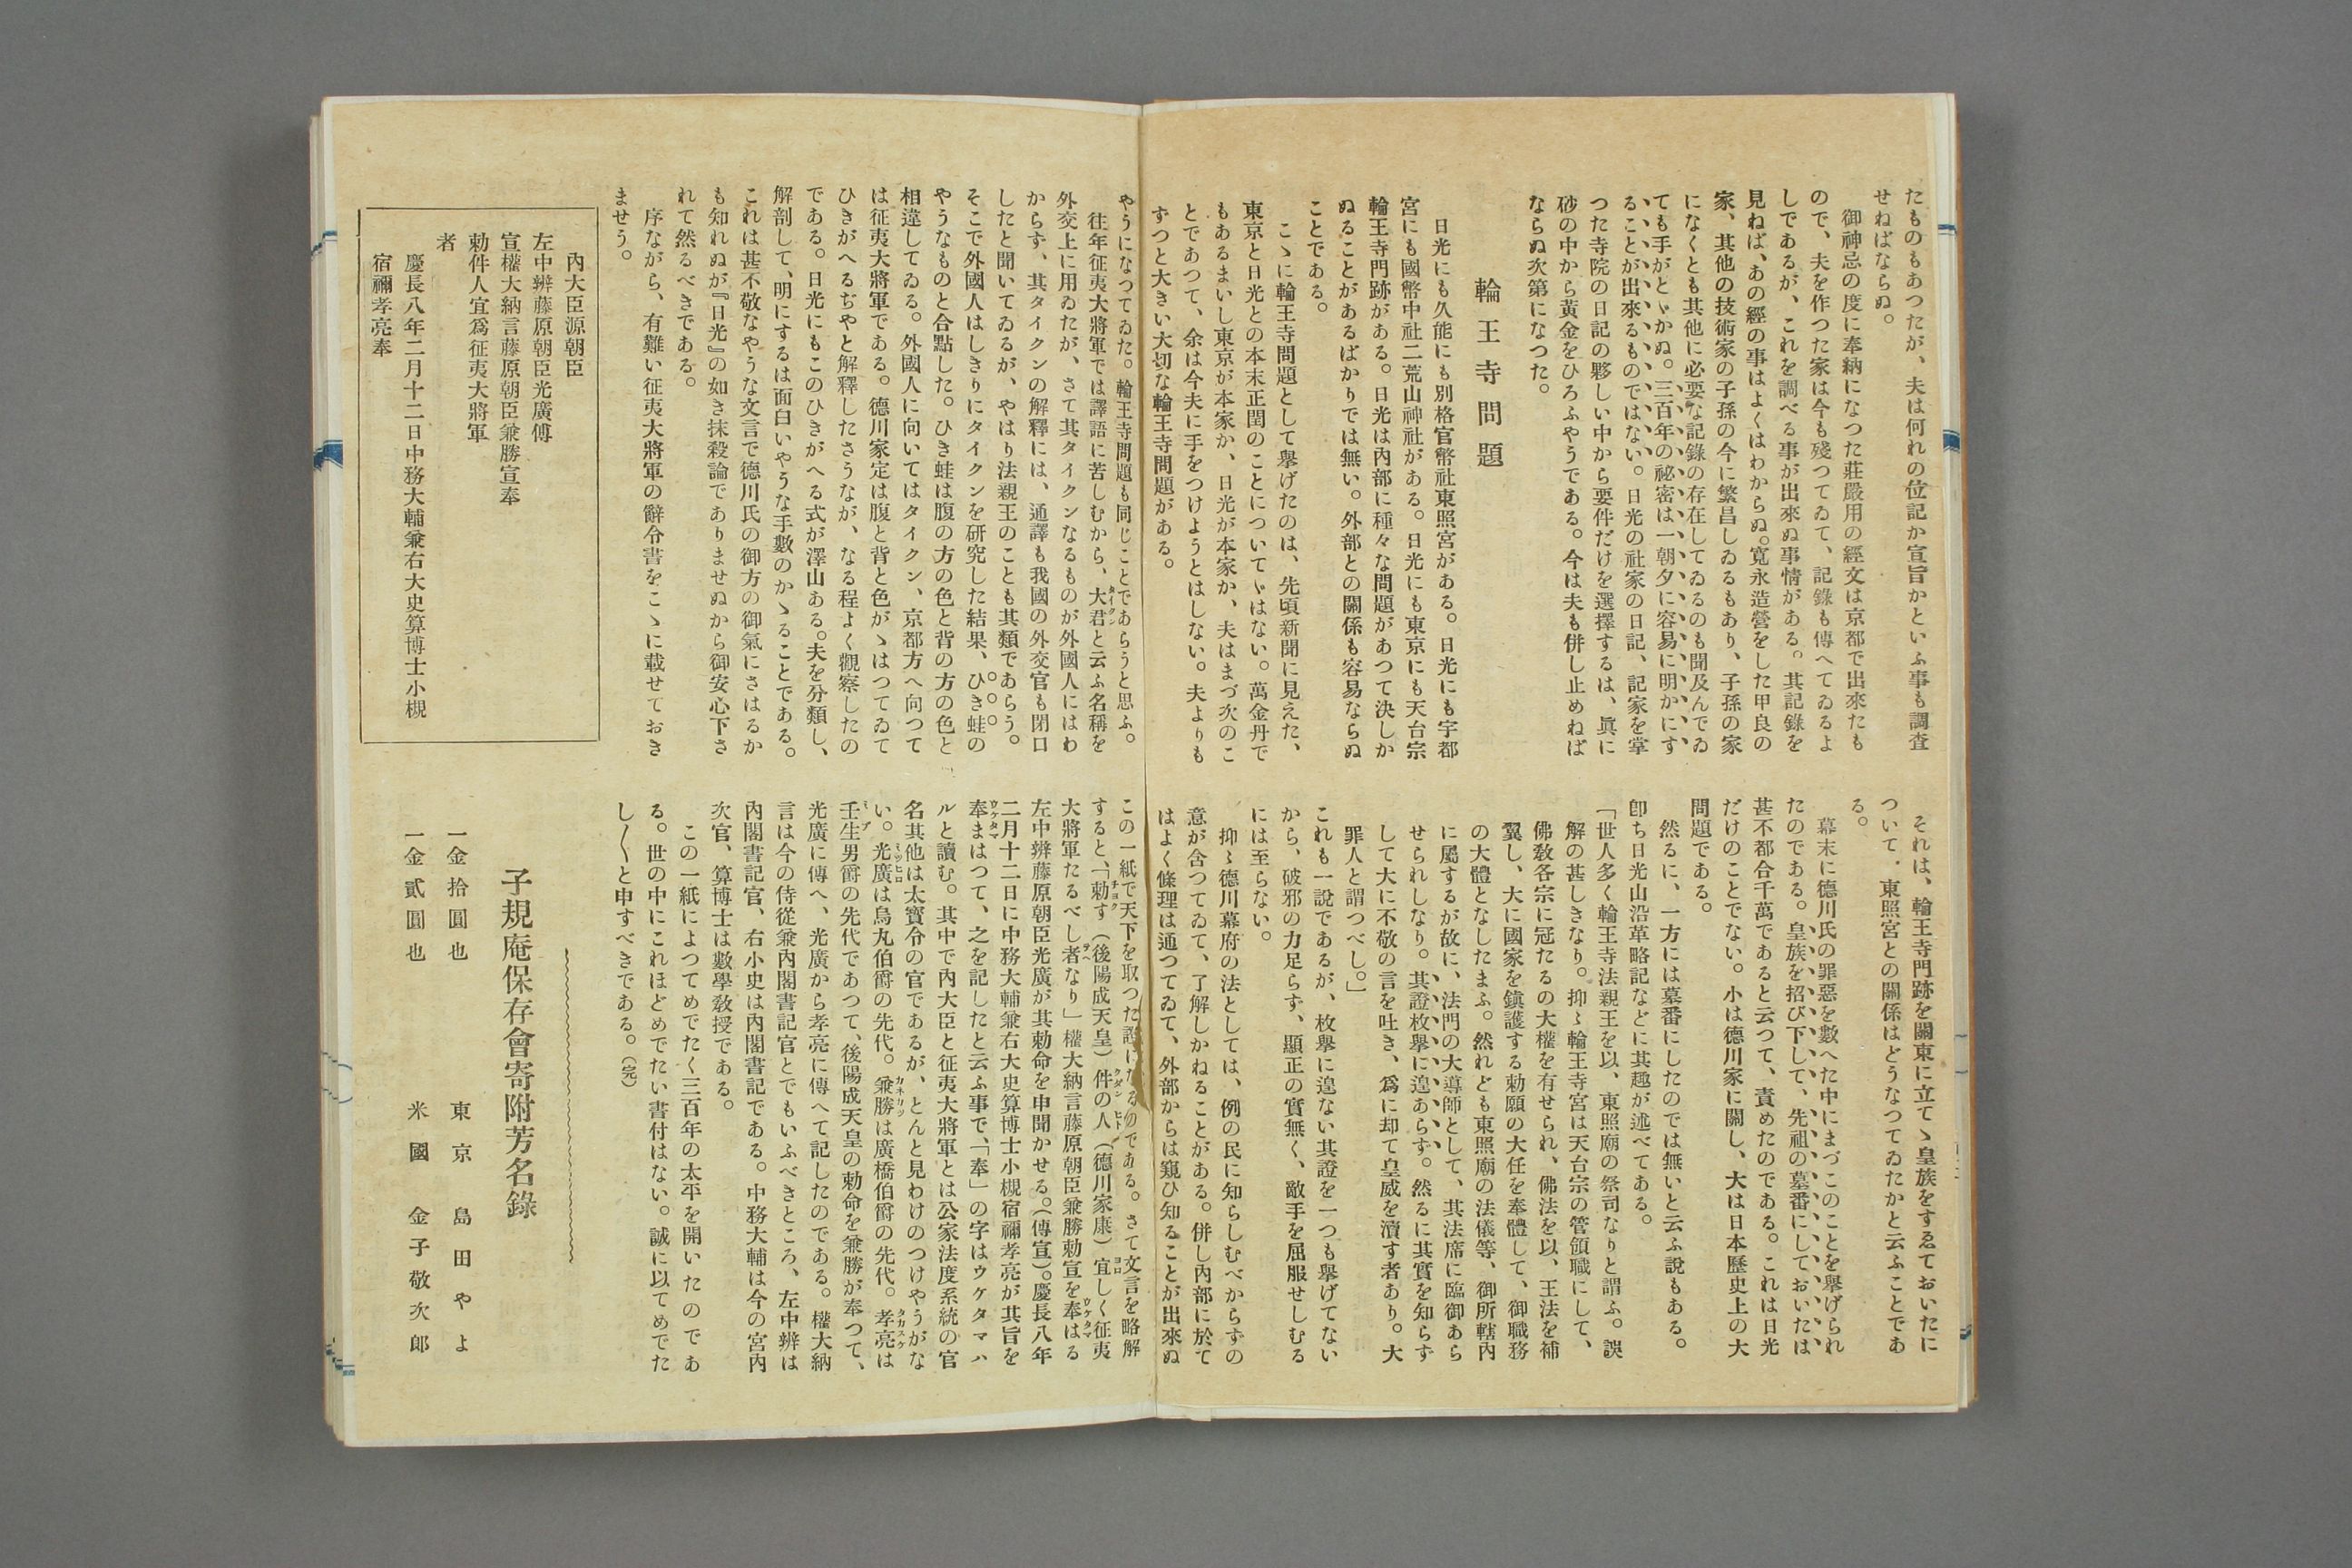 たものもあつたが、夫は何れの位記か宣旨かといふ事も調査
せねばならぬ。
御神忌の度に奉納になつた莊嚴用の經文は京都で出來たも
ので、夫を作つた家は今も殘つてゐて、記錄も傳へてゐるよ
しであるが、これを調べる事が出來ぬ事情がある。其記錄を
見ねば、あの經の事はよくはわからぬ。寬永造營をした甲良の
家、其他の技術家の子孫の今に繁昌しゐるもあり、子孫の家
になくとも其他に必要な記錄の存在してゐるのも聞及んでゐ
ても手がとゞかぬ。三百年の祕密は一朝夕に容易に明かにす
ることが出來るものではない。日光の社家の日記、記家を掌
つた寺院の日記の夥しい中から要件だけを選擇するは、眞に
砂の中から黃金をひろふやうである。今は夫も併し止めねば
ならぬ次第になつた。
輪王寺問題
日光にも久能にも別格官幣社東照宮がある。日光にも宇都
宮にも國幣中社二荒山神社がある。日光にも東京にも天台宗
輪王寺門跡がある。日光は内部に種々な問題があつて決しか
ぬることがあるばかりでは無い。外部との關係も容易ならぬ
ことである。
こゝに輪王寺問題として擧げたのは、先頃新聞に見えた、
東京と日光との本末正閏のことについてゞはない。萬金丹で
もあるまいし東京が本家か、日光が本家か、夫はまづ次のこ
とであつて、余は今夫に手をつけようとはしない。夫よりも
ずつと大きい大切な輪王寺問題がある。
それは、輪王寺門跡を關東に立てゝ皇族をすゑておいたに
ついて、東照宮との關係はどうなつてゐたかと云ふことであ
る。
幕末に德川氏の罪惡を數へた中にまづこのことを擧げられ
たのである。皇族を招び下して、先祖の墓番にしておいたは
甚不都合千萬であると云つて、責めたのである。これは日光
だけのことでない。小は德川家に關し、大は日本歷史上の大
問題である。
然るに、一方には墓番にしたのでは無いと云ふ說もある。
卽ち日光山沿革略記などに其趣が述べてある。
「世人多く輪王寺法親王を以、東照廟の祭司なりと謂ふ。誤
解の甚しきなり。抑〻輪王寺宮は天台宗の管領職にして、
佛敎各宗に冠たるの大權を有せられ、佛法を以、王法を補
翼し、大に國家を鎭護する勅願の大任を奉體して、御職務
の大體となしたまふ。然れども東照廟の法儀等、御所轄內
に屬するが故に、法門の大導師として、其法席に臨御あら
せられしなり。其證枚擧に遑あらず。然るに其實を知らず
して大に不敬の言を吐き、爲に却て皇威を瀆す者あり。大
罪人と謂つべし。」
これも一說であるが、枚擧に遑ない其證を一つも擧げてない
から、破邪の力足らず、顯正の實無く、敵手を屈服せしむる
には至らない。
抑〻德川幕府の法としては、例の民に知らしむべからずの
意が含つてゐて、了解しかねることがある。併し內部に於て
はよく條理は通つてゐて、外部からは窺ひ知ることが出來ぬ
やうになつてゐた。輪王寺問題も同じことであらうと思ふ。
往年征夷大將軍では譯語に苦しむから、大君と云ふ名稱を
外交上に用ゐたが、さて其タイクンなるものが外國人にはわ
からず、其タイクンの解釋には、通譯も我國の外交官も閉口
したと聞いてゐるが、やはり法親王のことも其類であらう。
そこで外國人はしきりにタイクンを研究した結果、ひき蛙の
やうなものと合點した。ひき蛙は腹の方の色と背の方の色と
相違してゐる。外國人に向いてはタイクン、京都方へ向つて
は征夷大將軍である。德川家定は腹と背と色がゝはつてゐて
ひきがへるぢやと解釋したさうなが、なる程よく觀察したの
である。日光にもこのひきがへる式が澤山ある。夫を分類し、
解剖して、明にするは面白いやうな手數のかゝることである。
これは甚不敬なやうな文言で德川氏の御方の御氣にさはるか
も知れぬが『日光』の如き抹殺論でありませぬから御安心下さ
れて然るべきである。
序ながら、有難い征夷大將軍の辭令書をこゝに載せておき
ませう。
內大臣源朝臣
左中辨藤原朝臣光廣傳
宣權大納言藤原朝臣兼勝宣奉
勅件人宜爲征夷大將軍
者
慶長八年二月十二日中務大輔兼右大史算博士小槻
宿禰孝亮奉
この一紙で天下を取つた證になるのである。さて文言を略解
すると、「勅す（後陽成天皇）件の人（德川家康）宜しく征夷
大將軍たるべし者なり」權大納言藤原朝臣兼勝勅宣を奉はる
左中辨藤原朝臣光廣が其勅命を申聞かせる。（傳宣）。慶長八年
二月十二日に中務大輔兼右大史算博士小槻宿禰孝亮が其旨を
奉まはつて、之を記したと云ふ事で、「奉」の字はウケタマハ
ルと讀む。其中で內大臣と征夷大將軍とは公家法度系統の官
名其他は太寶令の官であるが、とんと見わけのつけやうがな
い。光廣は烏丸伯爵の先代。兼勝は廣橋伯爵の先代。孝亮は
壬生男爵の先代であつて、後陽成天皇の勅命を兼勝が奉つて、
光廣に傳へ、光廣から孝亮に傳へて記したのである。權大納
言は今の侍從兼內閣書記官とでもいふべきところ、左中辨は
內閣書記官、右小史は內閣書記である。中務大輔は今の宮內
次官、算博士は數學敎授である。
この一紙によつてめでたく三百年の太平を開いたのであ
る。世の中にこれほどめでたい書付はない。誠に以てめでた
し〱と申すべきである。（完）
子規庵保存會寄附芳名錄
一金拾圓也 東京 島田やよ
一金貳圓也 米國 金子敬次郎